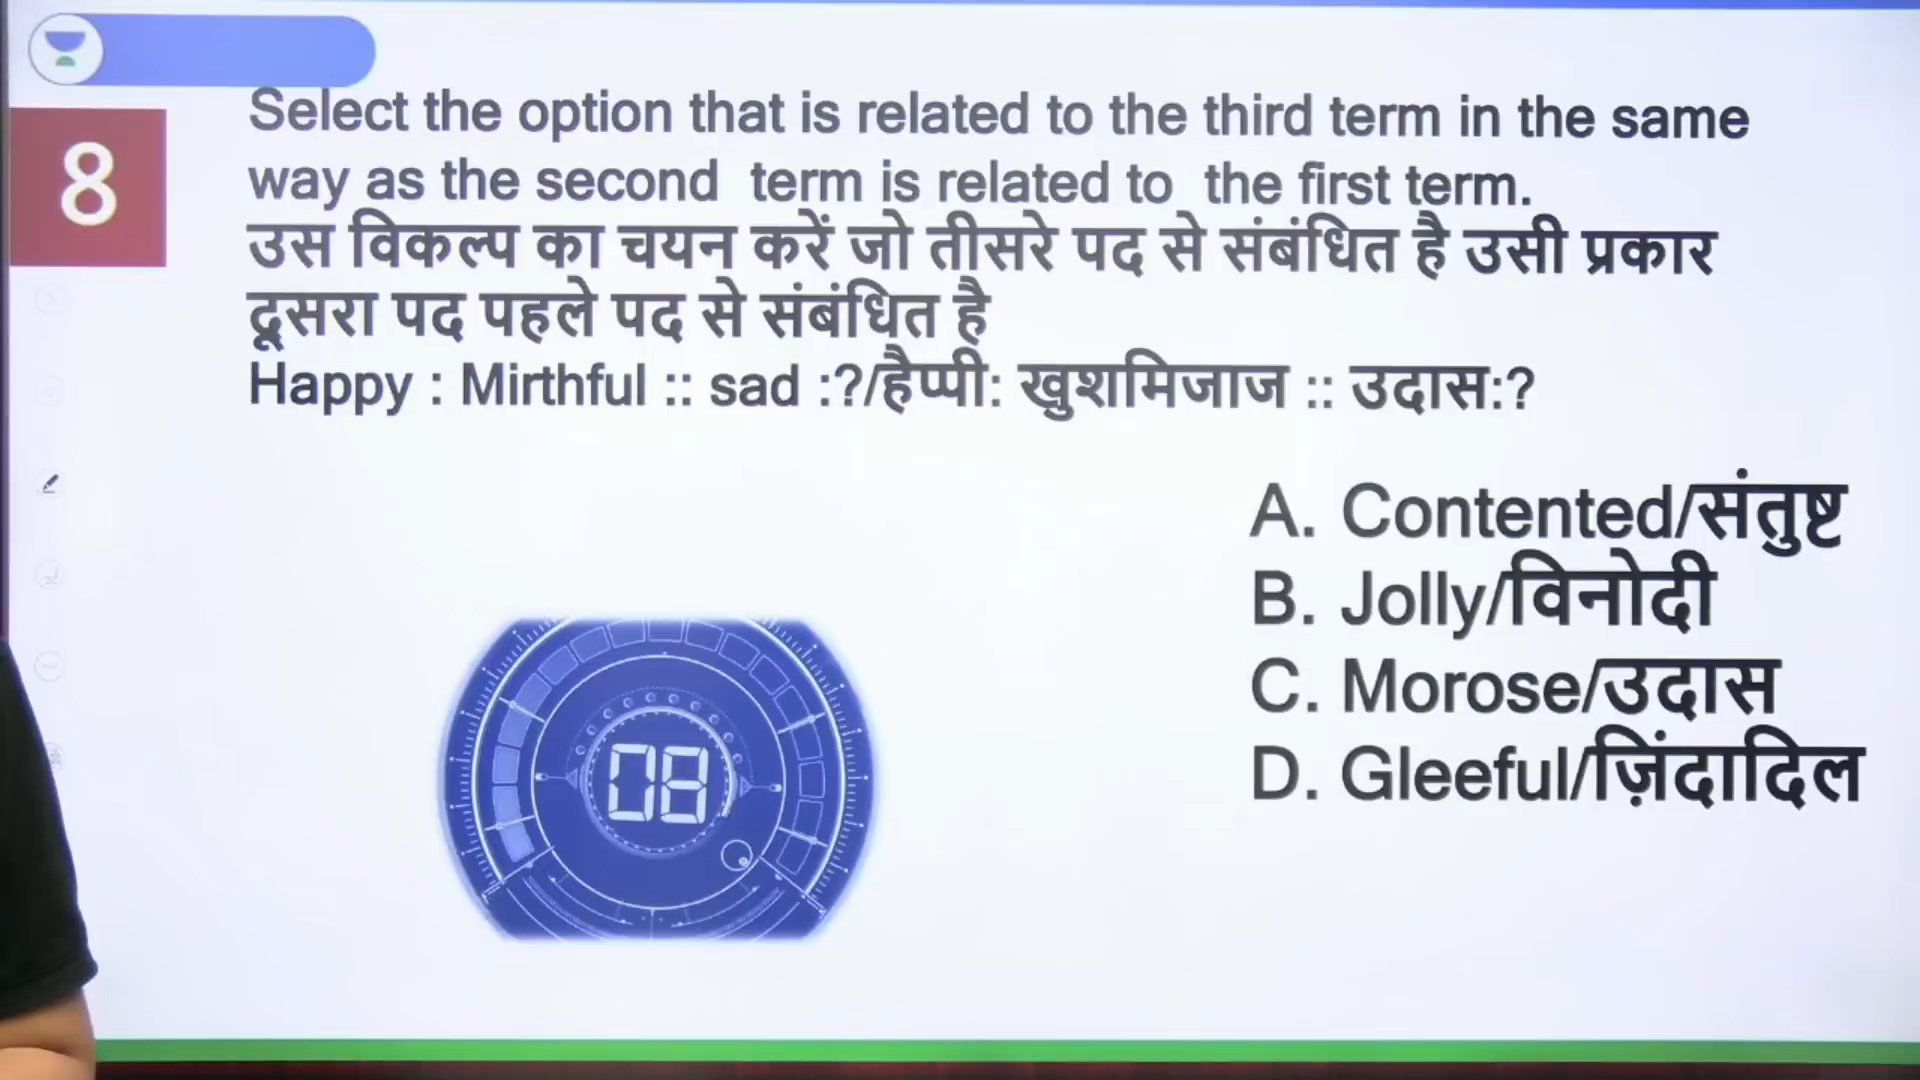 8
Select the option that is related to the third term in the same
way as the second term is related to the first term.
उस विकल्प का चयन करें जो तीसरे पद से संबंधित है उसी प्रकार
दूसरा पद पहले पद से संबंधित है
Happy : Mirthful :: sad :?/हैप्पी: खुशमिजाज :: उदास:?
A. Contented/संतुष्ट
B. Jolly/विनोदी
C. Morose/उदास
D. Gleeful/ज़िंदादिल
08